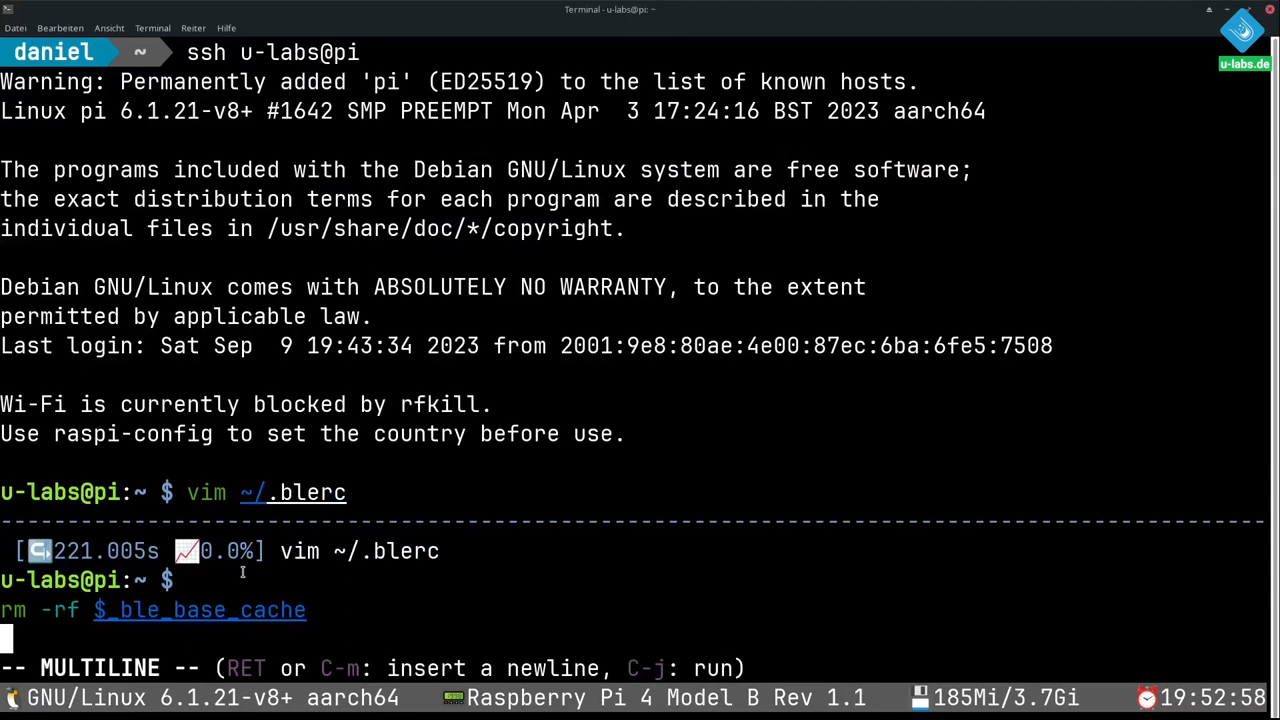 Terminal - u-labs@pi: ~
Datei Bearbeiten Ansicht Terminal Reiter Hilfe
u-labs.de
daniel ~ ssh u-labs@pi
Warning: Permanently added 'pi' (ED25519) to the list of known hosts.
Linux pi 6.1.21-v8+ #1642 SMP PREEMPT Mon Apr  3 17:24:16 BST 2023 aarch64
The programs included with the Debian GNU/Linux system are free software;
the exact distribution terms for each program are described in the
individual files in /usr/share/doc/*/copyright.
Debian GNU/Linux comes with ABSOLUTELY NO WARRANTY, to the extent
permitted by applicable law.
Last login: Sat Sep  9 19:43:34 2023 from 2001:9e8:80ae:4e00:87ec:6ba:6fe5:7508
Wi-Fi is currently blocked by rfkill.
Use raspi-config to set the country before use.
u-labs@pi:~ $ vim ~/.blerc
[↪️221.005s 📈0.0%] vim ~/.blerc
u-labs@pi:~ $
rm -rf $_ble_base_cache
-- MULTILINE -- (RET or C-m: insert a newline, C-j: run)
🐧GNU/Linux 6.1.21-v8+ aarch64 📟Raspberry Pi 4 Model B Rev 1.1 💾185Mi/3.7Gi ⏰19:52:58